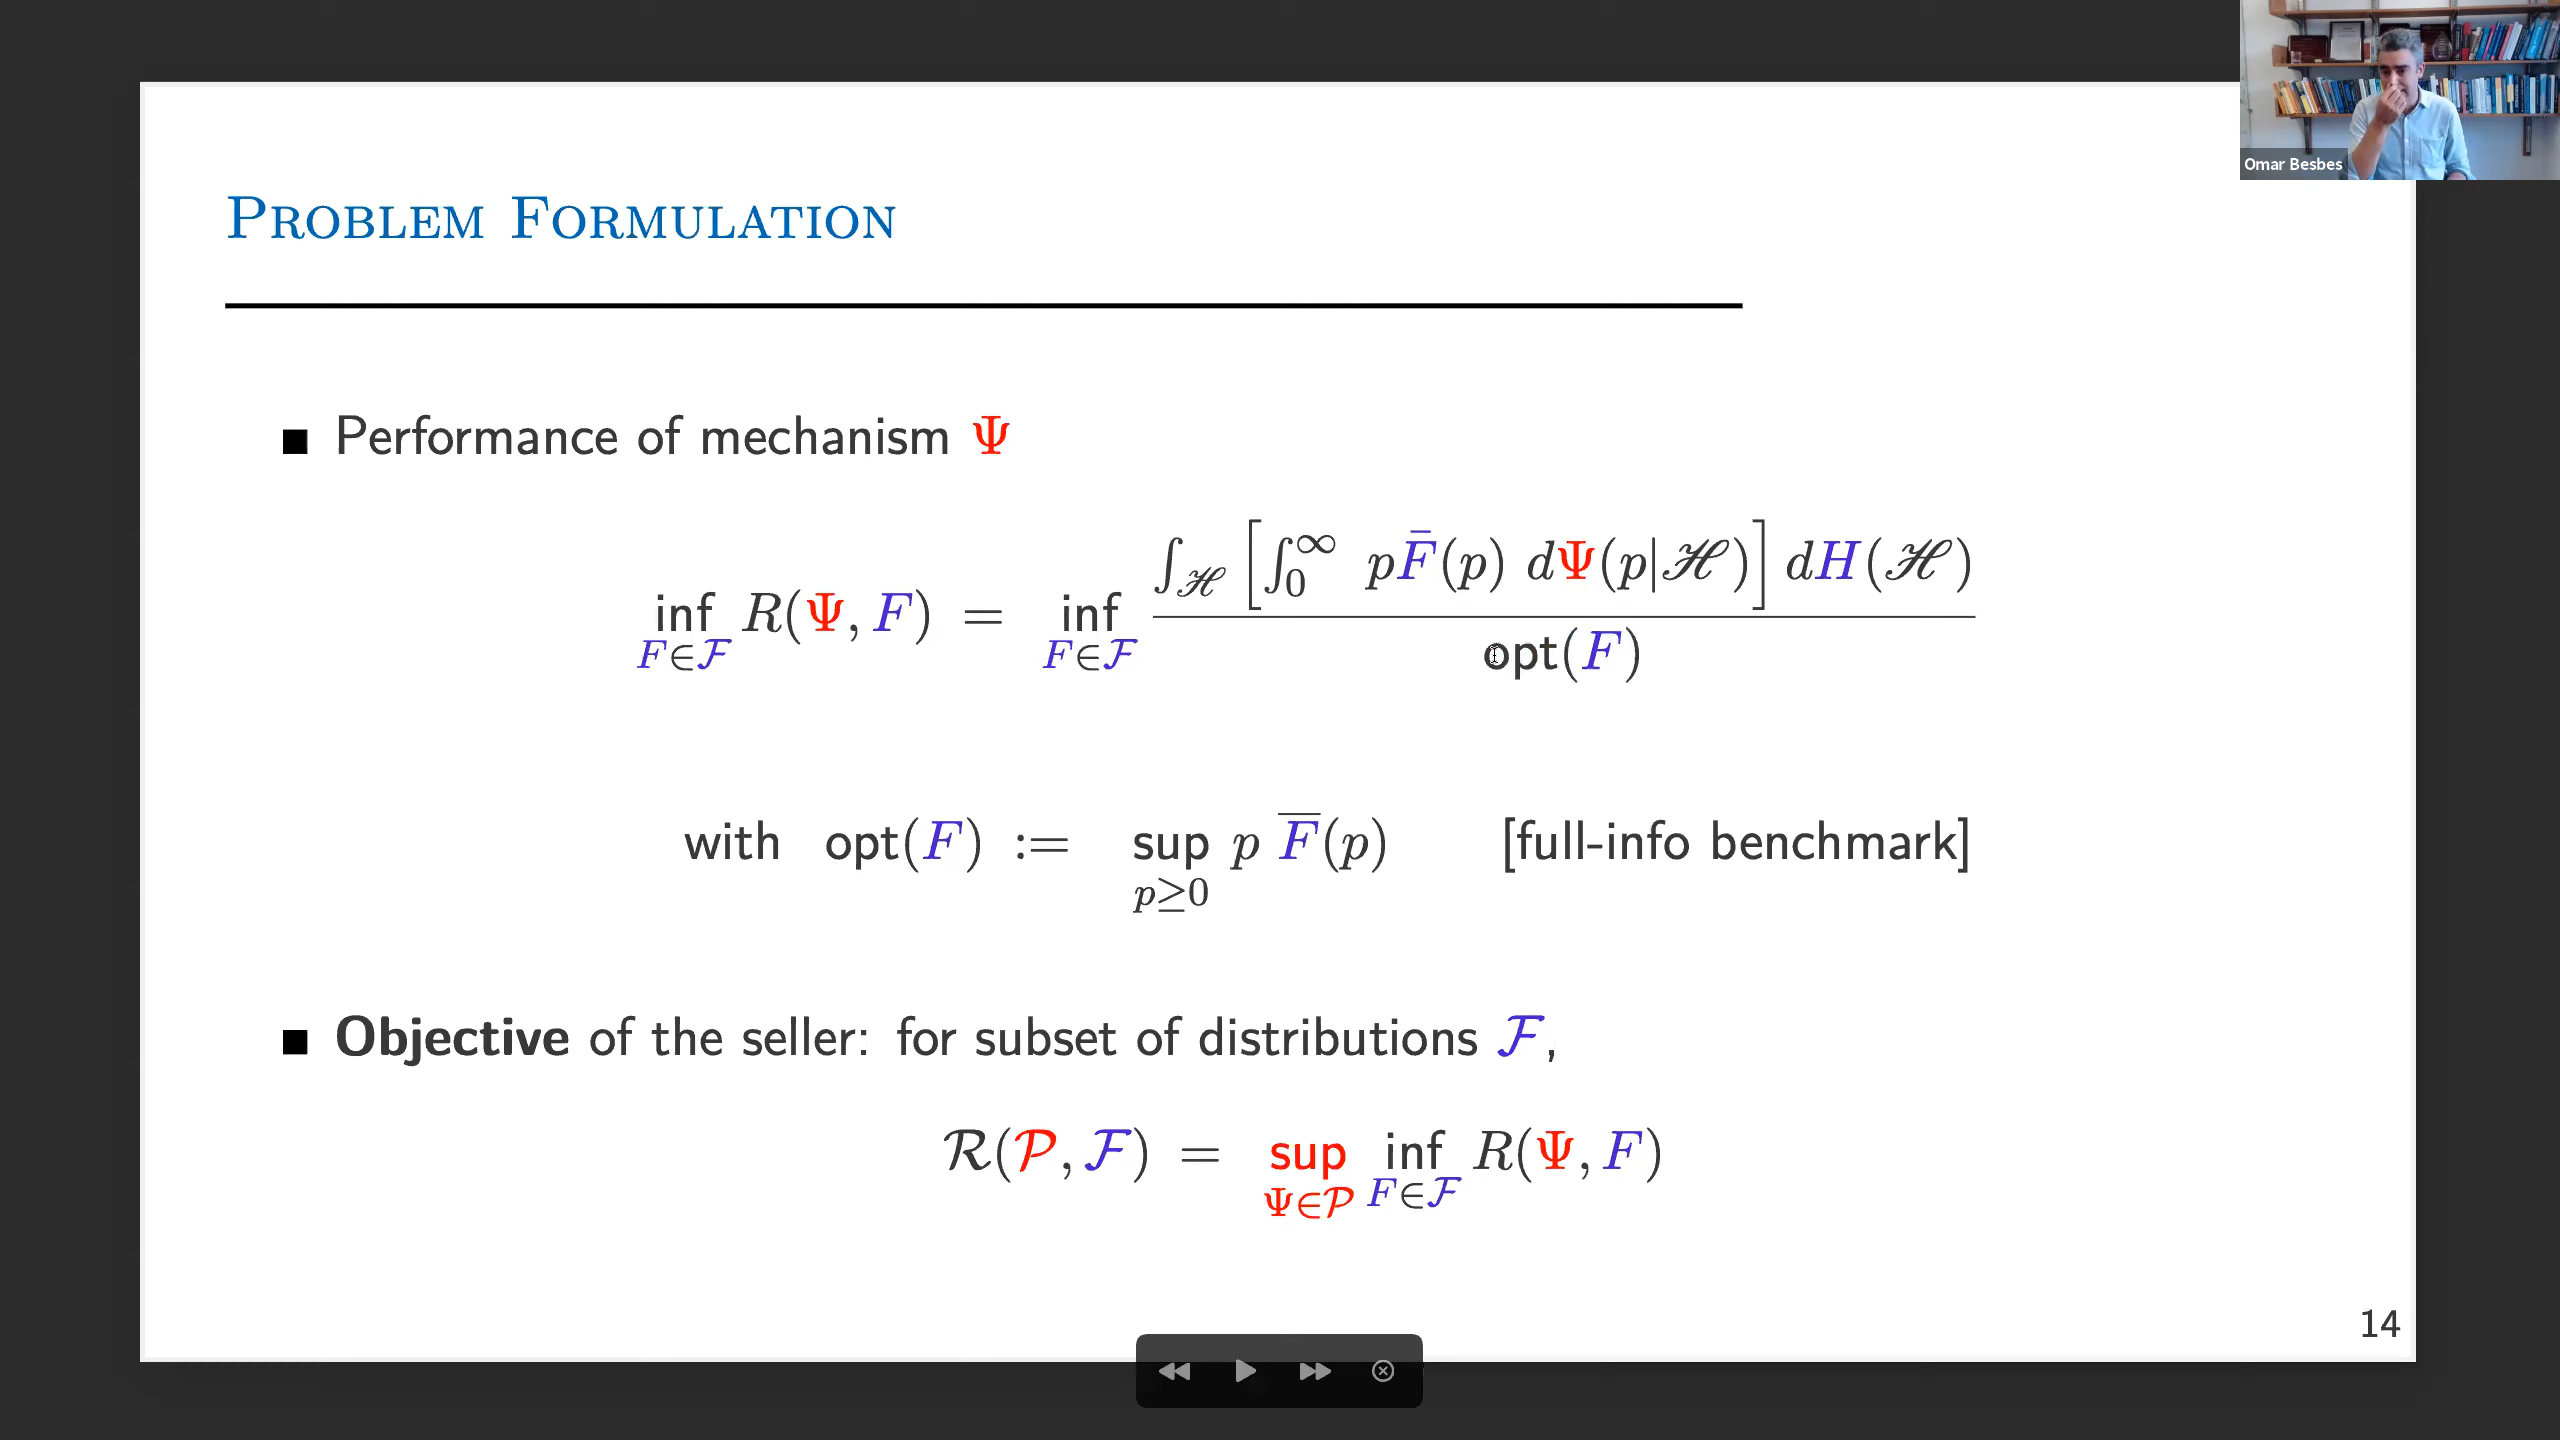 Omar Besbes
PROBLEM FORMULATION
■ Performance of mechanism Ψ
inf_{F∈ℱ} R(Ψ, F) = inf_{F∈ℱ} ∫_ℋ [∫_0^∞ p F̄(p) dΨ(p|ℋ)] dH(ℋ) / opt(F)
with opt(F) := sup_{p≥0} p F̄(p) [full-info benchmark]
■ Objective of the seller: for subset of distributions ℱ,
ℛ(𝒫, ℱ) = sup_{Ψ∈𝒫} inf_{F∈ℱ} R(Ψ, F)
14